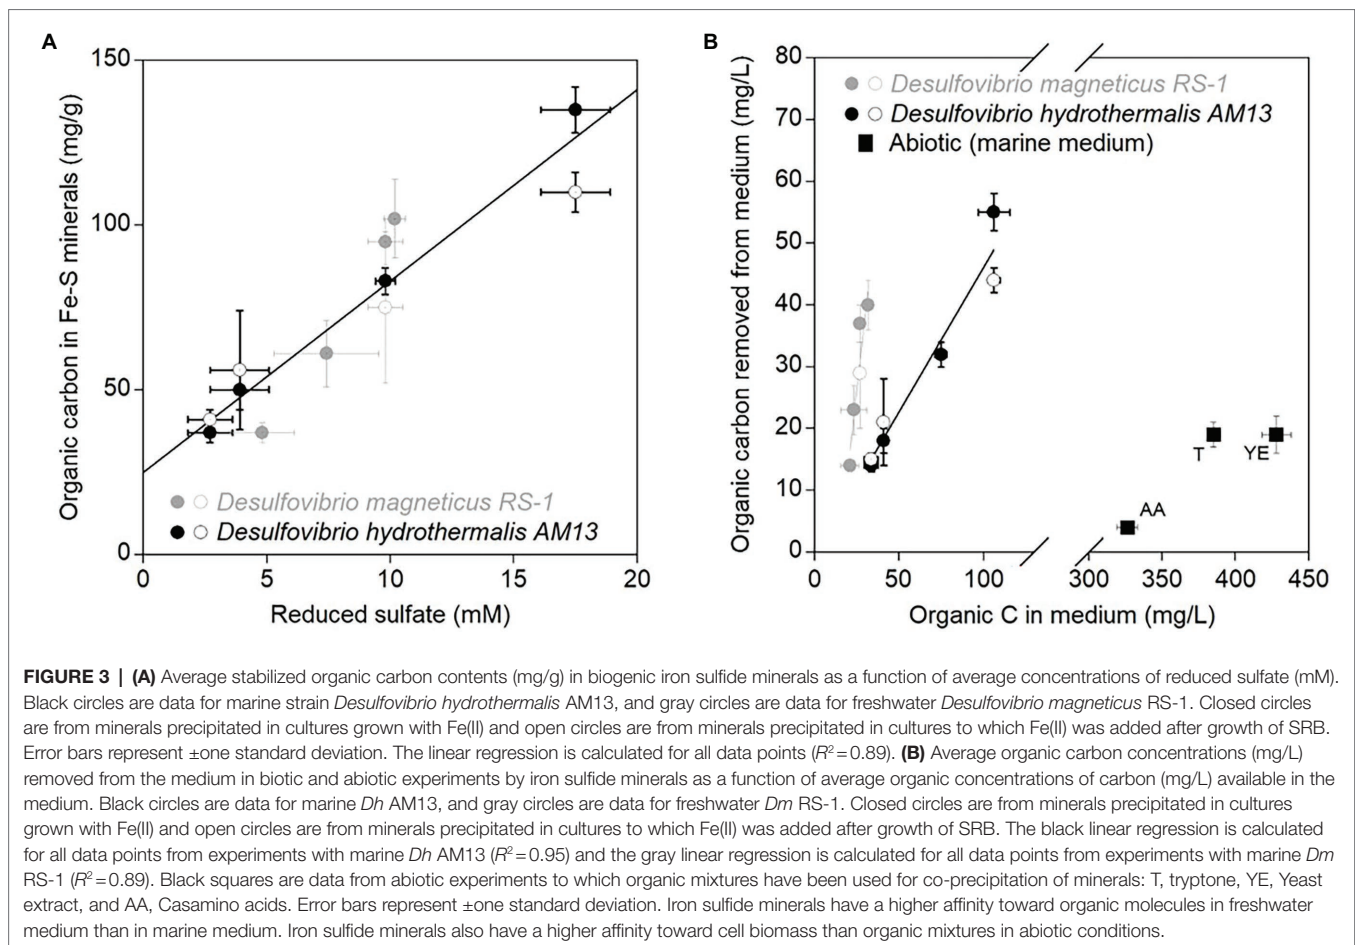 A
Organic carbon in Fe-S minerals (mg/g)
150
100
50
0
Desulfovibrio magneticus RS-1
Desulfovibrio hydrothermalis AM13
0 5 10 15 20
Reduced sulfate (mM)
B
Organic carbon removed from medium (mg/L)
80
70
60
50
40
30
20
10
0
Desulfovibrio magneticus RS-1
Desulfovibrio hydrothermalis AM13
Abiotic (marine medium)
T
YE
AA
0 50 100 300 350 400 450
Organic C in medium (mg/L)
FIGURE 3 | (A) Average stabilized organic carbon contents (mg/g) in biogenic iron sulfide minerals as a function of average concentrations of reduced sulfate (mM).
Black circles are data for marine strain Desulfovibrio hydrothermalis AM13, and gray circles are data for freshwater Desulfovibrio magneticus RS-1. Closed circles
are from minerals precipitated in cultures grown with Fe(II) and open circles are from minerals precipitated in cultures to which Fe(II) was added after growth of SRB.
Error bars represent ±one standard deviation. The linear regression is calculated for all data points (R²=0.89). (B) Average organic carbon concentrations (mg/L)
removed from the medium in biotic and abiotic experiments by iron sulfide minerals as a function of average organic concentrations of carbon (mg/L) available in the
medium. Black circles are data for marine Dh AM13, and gray circles are data for freshwater Dm RS-1. Closed circles are from minerals precipitated in cultures
grown with Fe(II) and open circles are from minerals precipitated in cultures to which Fe(II) was added after growth of SRB. The black linear regression is calculated
for all data points from experiments with marine Dh AM13 (R²=0.95) and the gray linear regression is calculated for all data points from experiments with marine Dm
RS-1 (R²=0.89). Black squares are data from abiotic experiments to which organic mixtures have been used for co-precipitation of minerals: T, tryptone, YE, Yeast
extract, and AA, Casamino acids. Error bars represent ±one standard deviation. Iron sulfide minerals have a higher affinity toward organic molecules in freshwater
medium than in marine medium. Iron sulfide minerals also have a higher affinity toward cell biomass than organic mixtures in abiotic conditions.